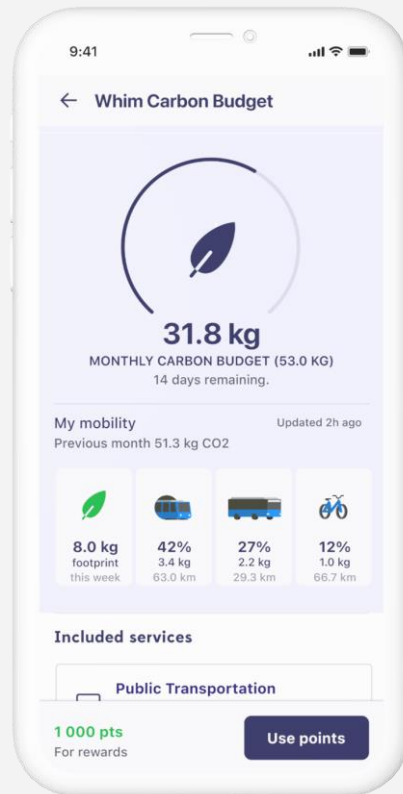 9:41
Whim Carbon Budget
31.8 kg
MONTHLY CARBON BUDGET (53.0 KG)
14 days remaining.
My mobility
Updated 2h ago
Previous month 51.3 kg CO2
8.0 kg
footprint
this week
42%
3.4 kg
63.0 km
27%
2.2 kg
29.3 km
12%
1.0 kg
66.7 km
Included services
Public Transportation
1 000 pts
For rewards
Use points